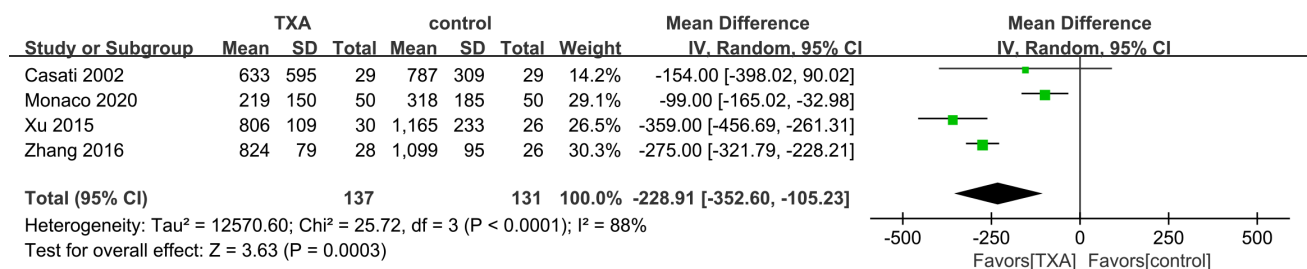 TXA control Mean Difference Mean Difference
Study or Subgroup Mean SD Total Mean SD Total Weight IV, Random, 95% CI IV, Random, 95% CI
Casati 2002 633 595 29 787 309 29 14.2% -154.00 [-398.02, 90.02]
Monaco 2020 219 150 50 318 185 50 29.1% -99.00 [-165.02, -32.98]
Xu 2015 806 109 30 1,165 233 26 26.5% -359.00 [-456.69, -261.31]
Zhang 2016 824 79 28 1,099 95 26 30.3% -275.00 [-321.79, -228.21]
Total (95% CI) 137 131 100.0% -228.91 [-352.60, -105.23]
Heterogeneity: Tau² = 12570.60; Chi² = 25.72, df = 3 (P < 0.0001); I² = 88%
Test for overall effect: Z = 3.63 (P = 0.0003)
-500 -250 0 250 500
Favors[TXA] Favors[control]